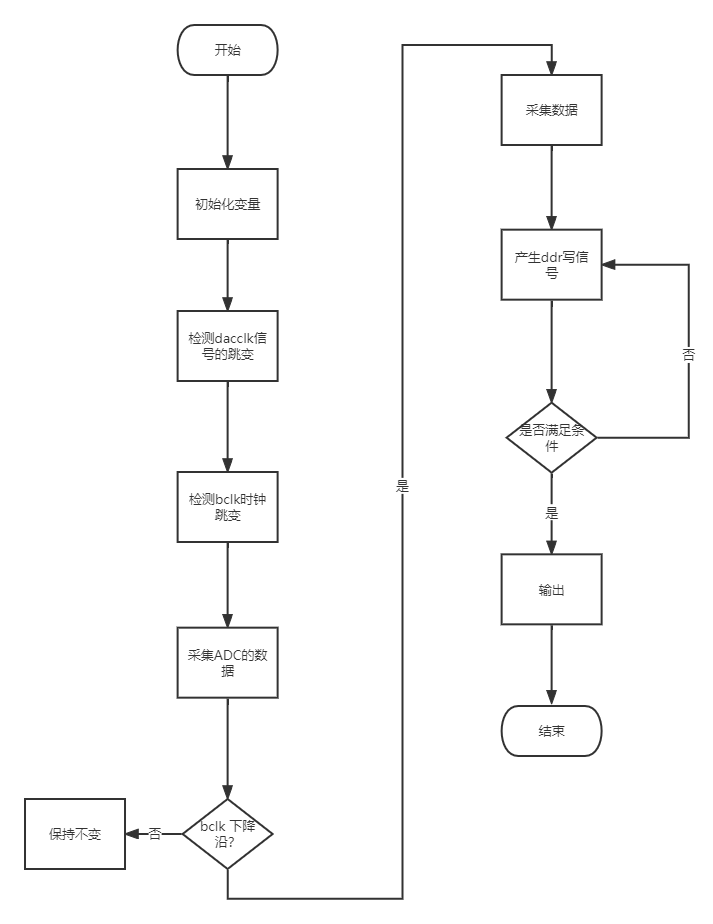 开始
初始化变量
检测dacclk信
号的跳变
检测bclk时钟
跳变
采集ADC的数
据
bclk 下降
沿?
否
保持不变
是
采集数据
产生ddr写信
号
否
是否满足条
件
是
输出
结束